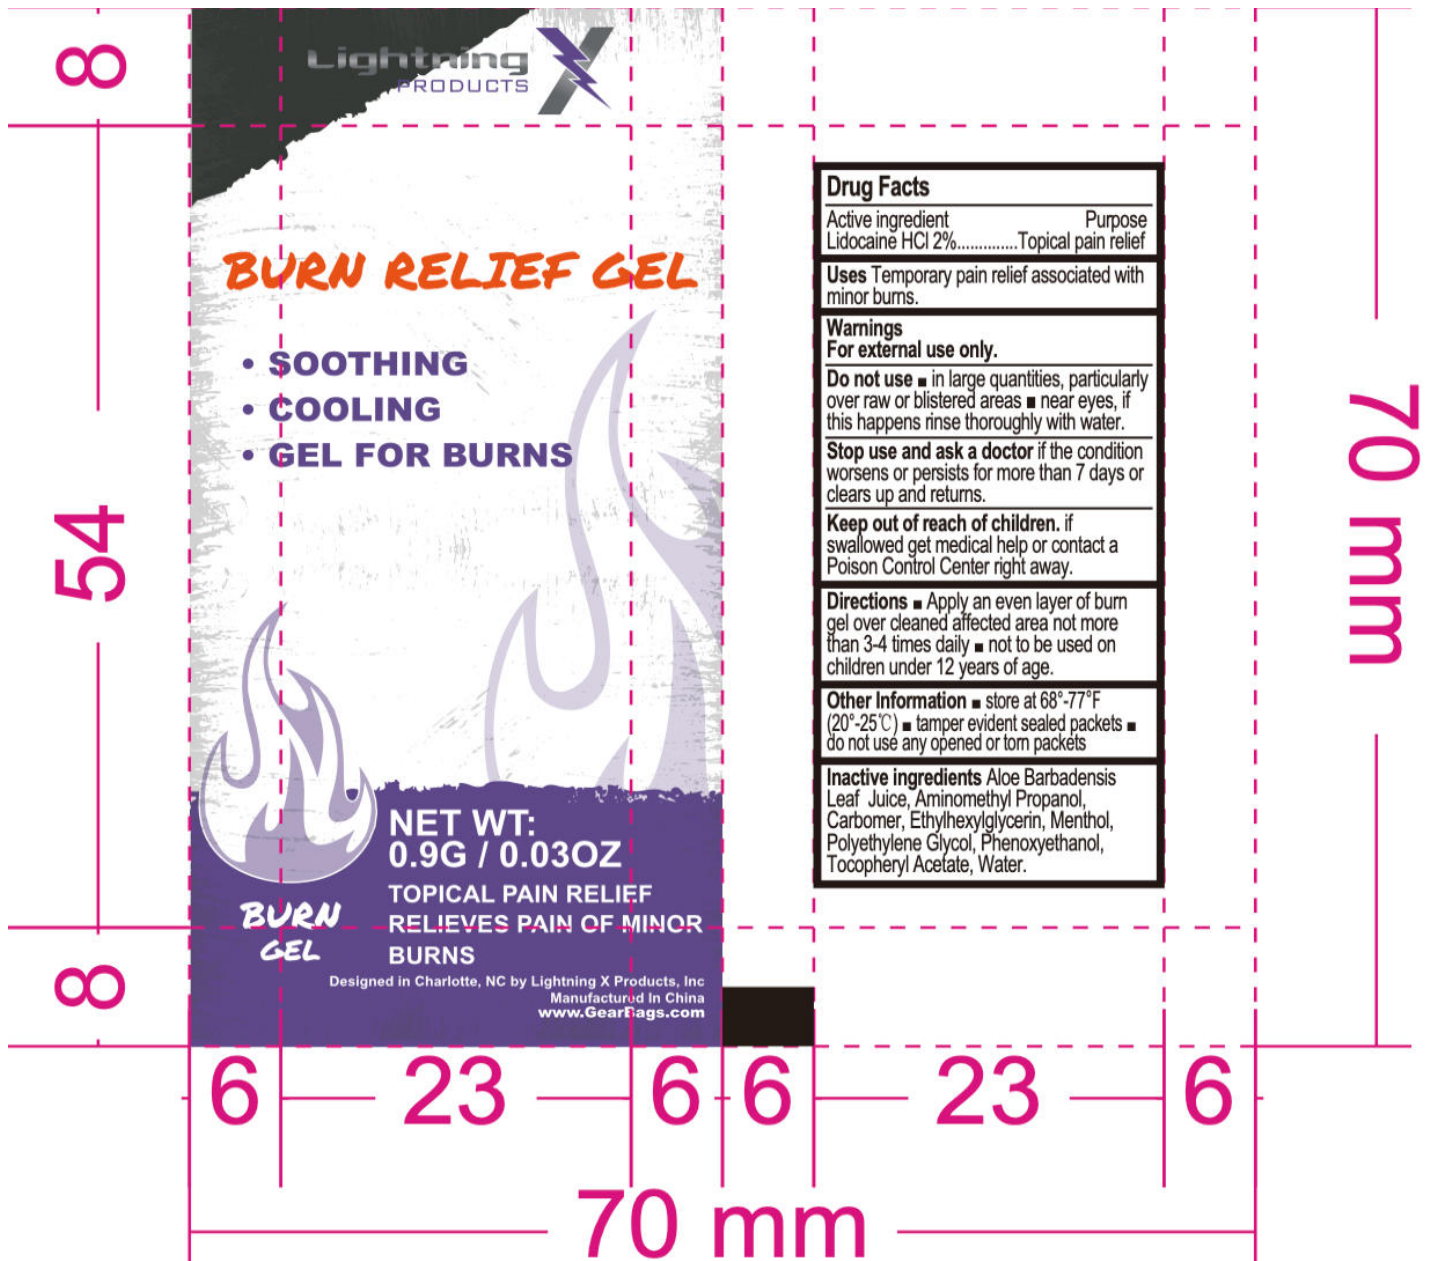 Lightning X
PRODUCTS
BURN RELIEF GEL
• SOOTHING
• COOLING
• GEL FOR BURNS
BURN
GEL
NET WT:
0.9G / 0.03OZ
TOPICAL PAIN RELIEF
RELIEVES PAIN OF MINOR
BURNS
Designed in Charlotte, NC by Lightning X Products, Inc
Manufactured In China
www.GearBags.com
Drug Facts
Active ingredient Purpose
Lidocaine HCl 2%..............Topical pain relief
Uses Temporary pain relief associated with
minor burns.
Warnings
For external use only.
Do not use ■ in large quantities, particularly
over raw or blistered areas ■ near eyes, if
this happens rinse thoroughly with water.
Stop use and ask a doctor if the condition
worsens or persists for more than 7 days or
clears up and returns.
Keep out of reach of children. if
swallowed get medical help or contact a
Poison Control Center right away.
Directions ■ Apply an even layer of burn
gel over cleaned affected area not more
than 3-4 times daily ■ not to be used on
children under 12 years of age.
Other Information ■ store at 68°-77°F
(20°-25℃) ■ tamper evident sealed packets ■
do not use any opened or torn packets
Inactive ingredients Aloe Barbadensis
Leaf Juice, Aminomethyl Propanol,
Carbomer, Ethylhexylglycerin, Menthol,
Polyethylene Glycol, Phenoxyethanol,
Tocopheryl Acetate, Water.
8
54
8
70 mm
6 23 6 6 23 6
70 mm